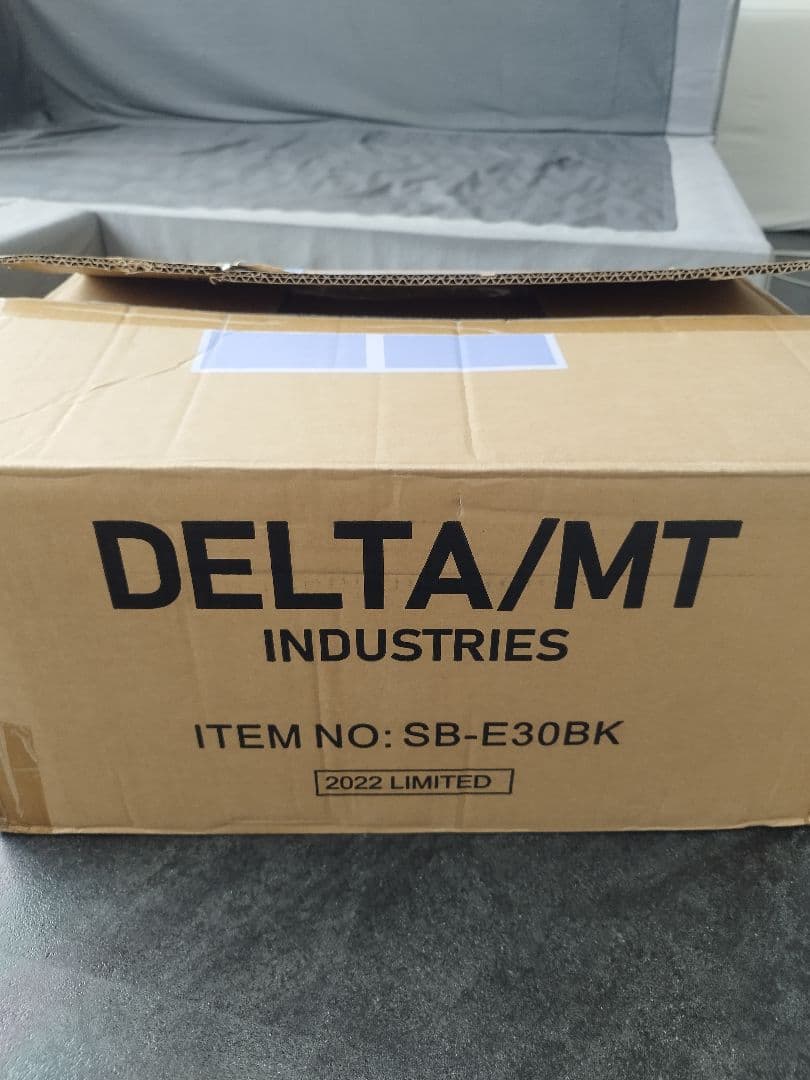 DELTA/MT
INDUSTRIES
ITEM NO: SB-E30BK
2022 LIMITED